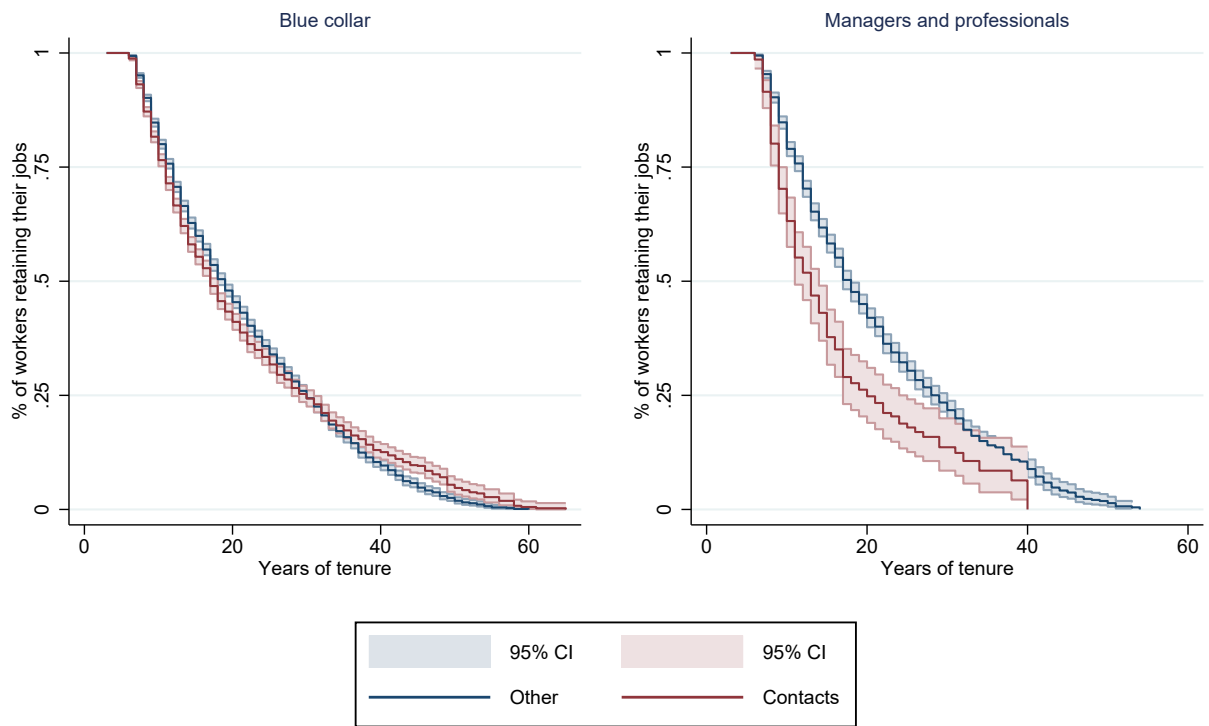 Blue collar
% of workers retaining their jobs
1
.75
.5
.25
0
0 20 40 60
Years of tenure
Managers and professionals
% of workers retaining their jobs
1
.75
.5
.25
0
0 20 40 60
Years of tenure
95% CI 95% CI
Other Contacts